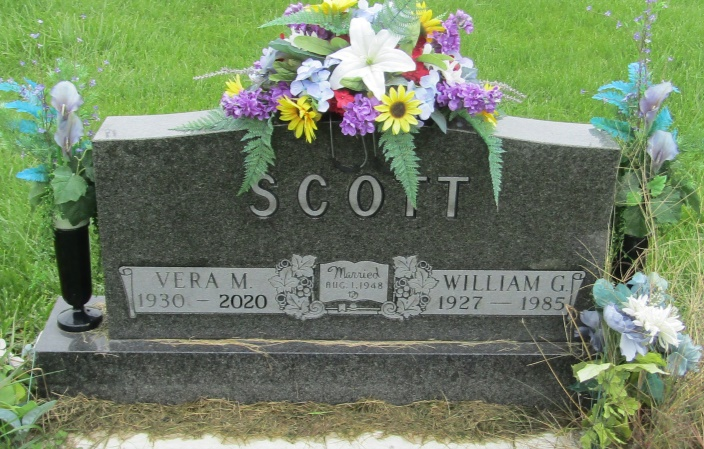 SCOTT
VERA M.
1930 – 2020
Married
AUG. 1, 1948
WILLIAM G.
1927 – 1985